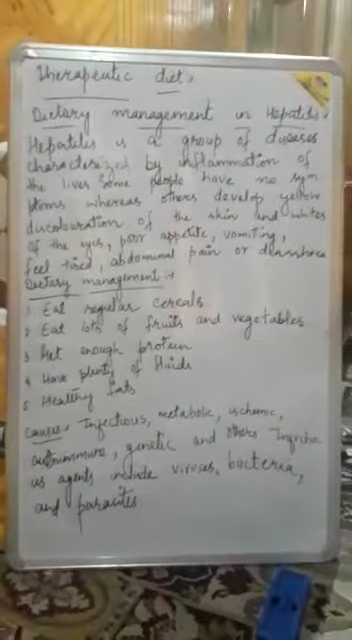 Therapeutic diet,
Dietary management in Hepatitis,
Hepatitis is a group of diseases
characterized by inflammation of
the liver some people have no sym
ptoms whereas others develop yellow
discolouration of the skin and whites
of the eyes, poor appetite, vomiting,
feel tired, abdominal pain or diarrhoea
Dietary management :
1 Eat regular cereals
2 Eat lots of fruits and vegetables
3 Get enough protein
4 Have plenty of fluids
5 Healthy fats
causes, Infectious, metabolic, ischemic,
autoimmune, genetic and others
us agents include viruses, bacteria,
and parasites